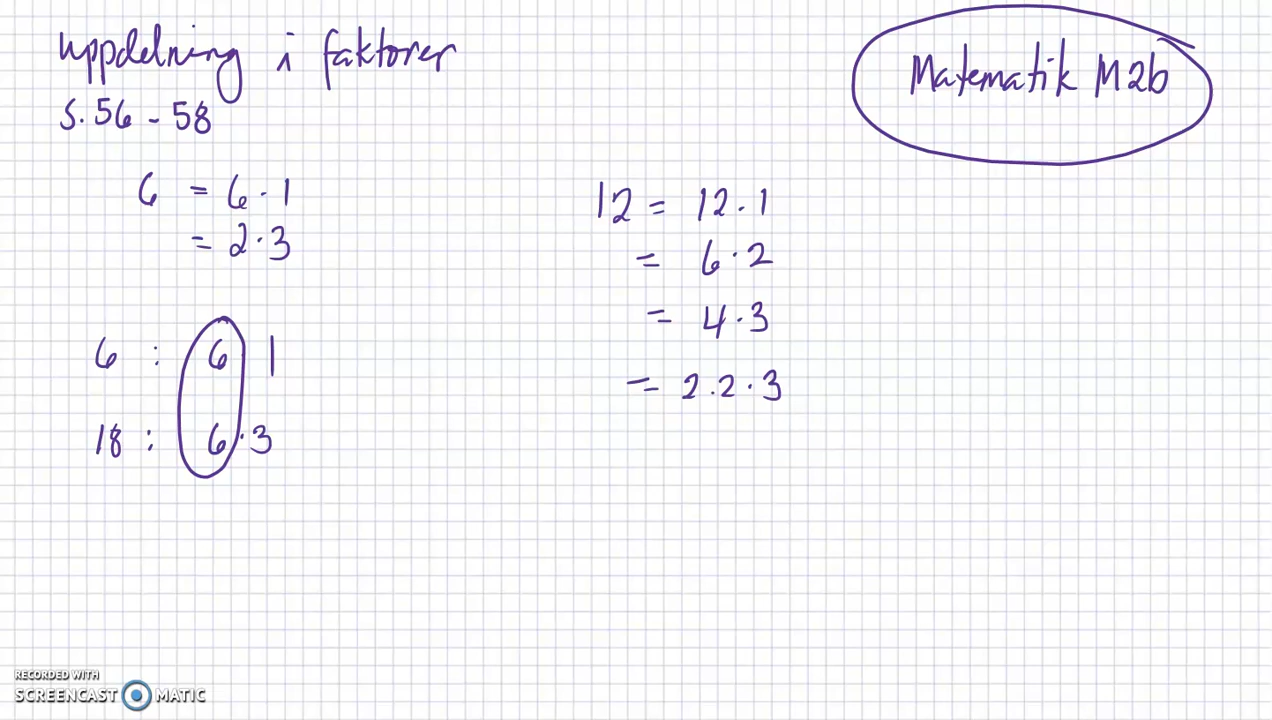 Uppdelning i faktorer
s. 56 - 58
Matematik M2b
6 = 6 · 1
= 2 · 3
6 : 6 1
18 : 6 · 3
12 = 12 · 1
= 6 · 2
= 4 · 3
= 2 · 2 · 3
RECORDED WITH
SCREENCAST MATIC